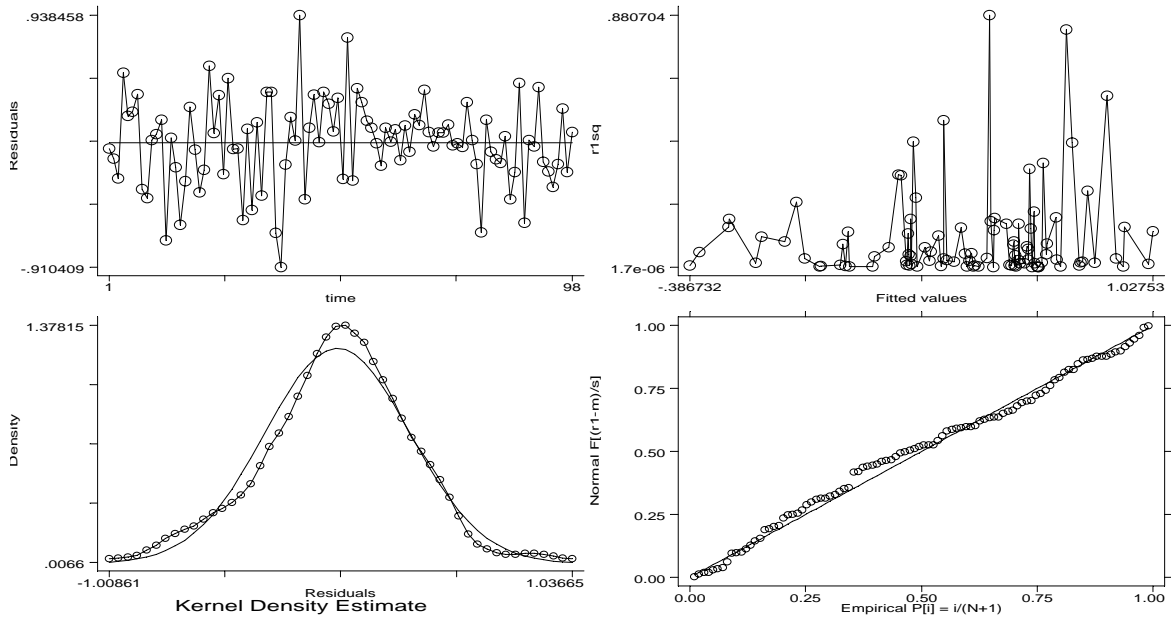 .938458
Residuals
-.910409
1
98
time
.880704
r1sq
1.7e-06
-.386732
1.02753
Fitted values
1.37815
Density
.0066
-1.00861
1.03665
Residuals
Kernel Density Estimate
1.00
0.75
0.50
0.25
0.00
Normal F[(r1-m)/s]
0.00
0.25
0.50
0.75
1.00
Empirical P[i] = i/(N+1)